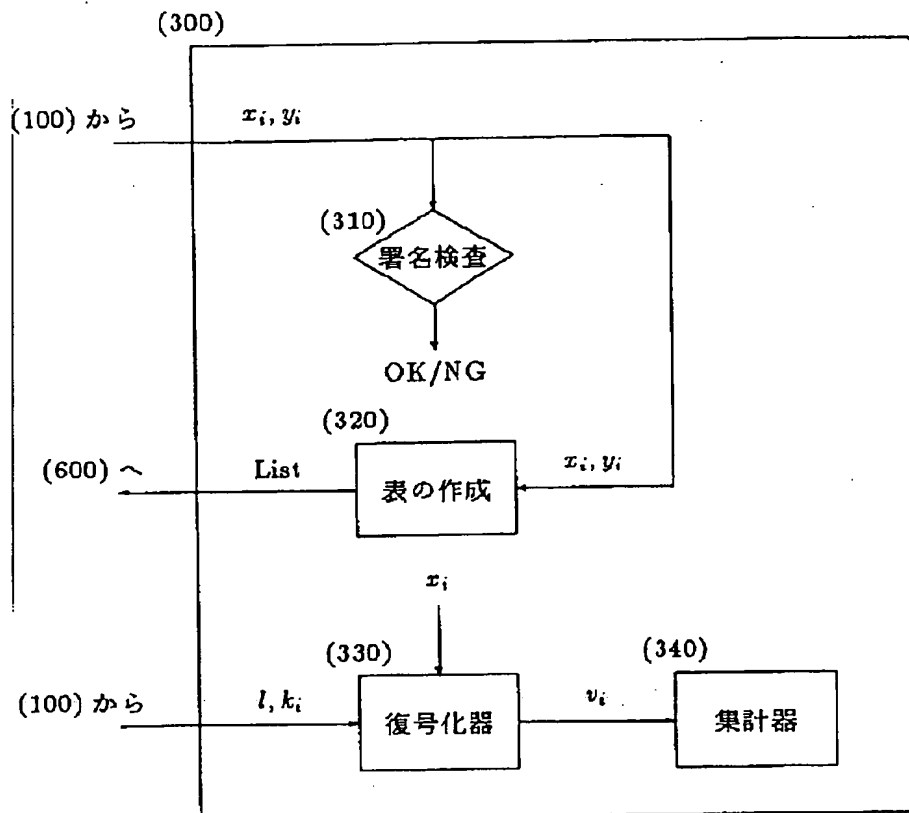 (300)
(100) から
x_i, y_i
(310)
署名検査
OK/NG
(320)
(600) へ
List
表の作成
x_i, y_i
x_i
(330)
(340)
(100) から
l, k_i
復号化器
v_i
集計器